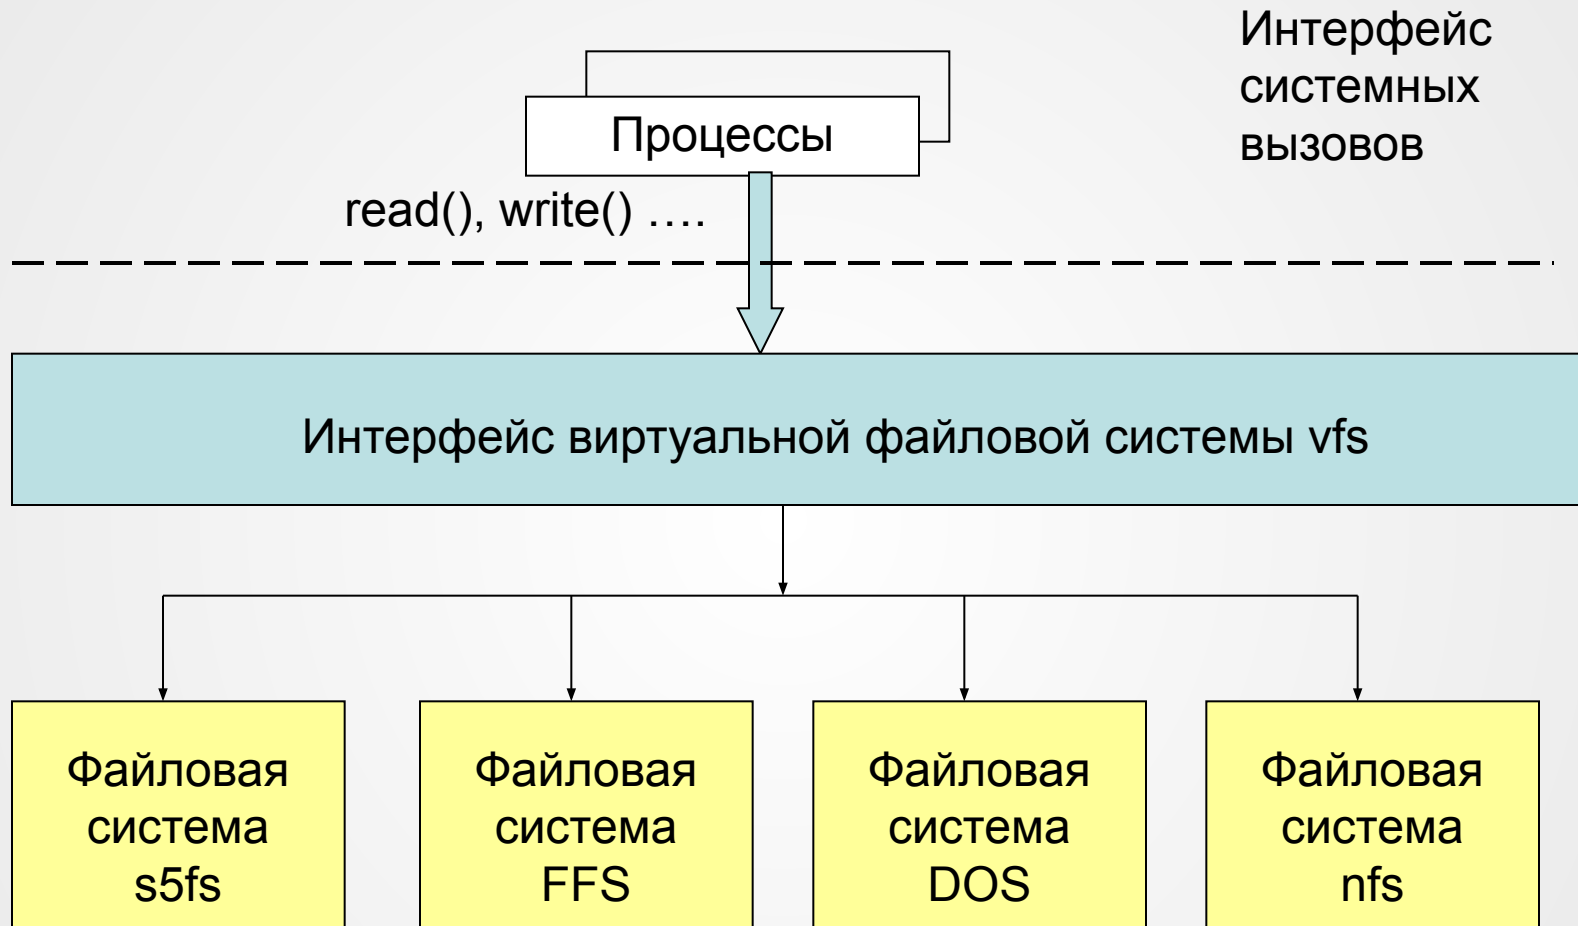 Интерфейс
системных
вызовов
Процессы
read(), write() ….
Интерфейс виртуальной файловой системы vfs
Файловая
система
s5fs
Файловая
система
FFS
Файловая
система
DOS
Файловая
система
nfs